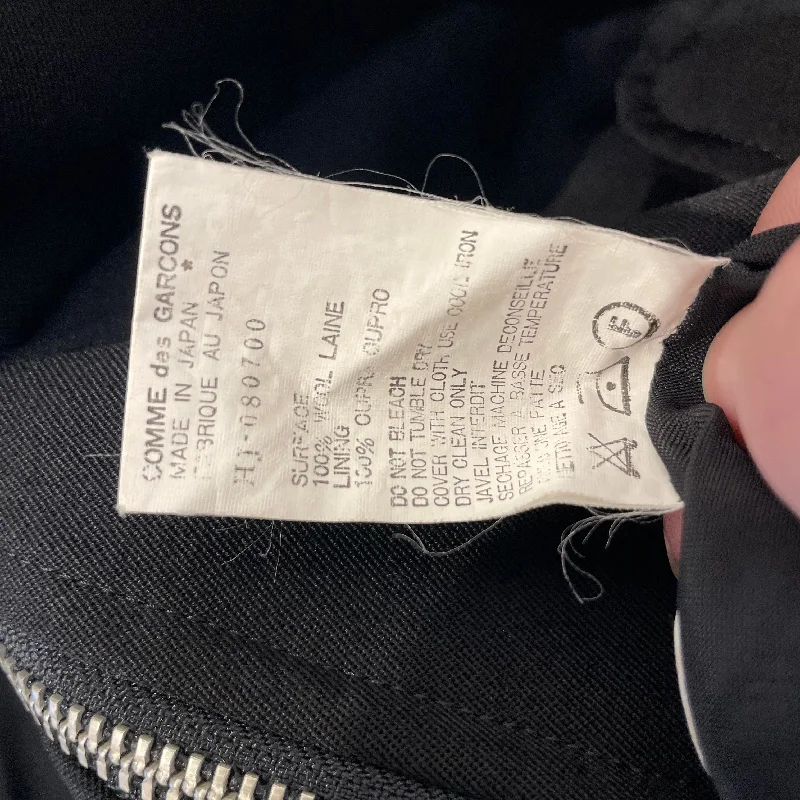 COMME des GARCONS
MADE IN JAPAN *
FABRIQUE AU JAPON
HJ-080700
SURFACE
100% WOOL LAINE
LINING
100% CUPRO CUPRO
DO NOT BLEACH
DO NOT TUMBLE DRY
COVER WITH CLOTH USE COOL IRON
DRY CLEAN ONLY
JAVEL INTERDIT
SECHAGE MACHINE DECONSEILLE
REPASSER A BASSE TEMPERATURE
PATTE
A SEC
F